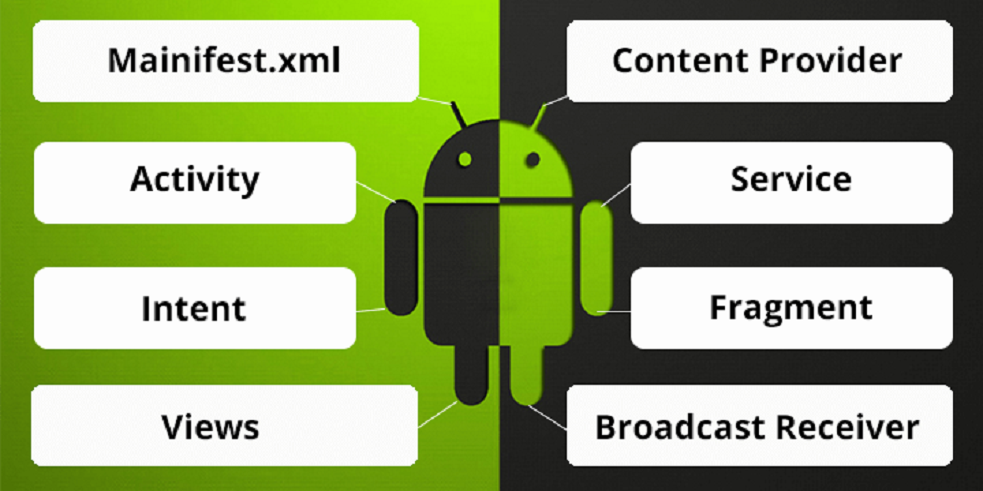 Mainifest.xml
Content Provider
Activity
Service
Intent
Fragment
Views
Broadcast Receiver